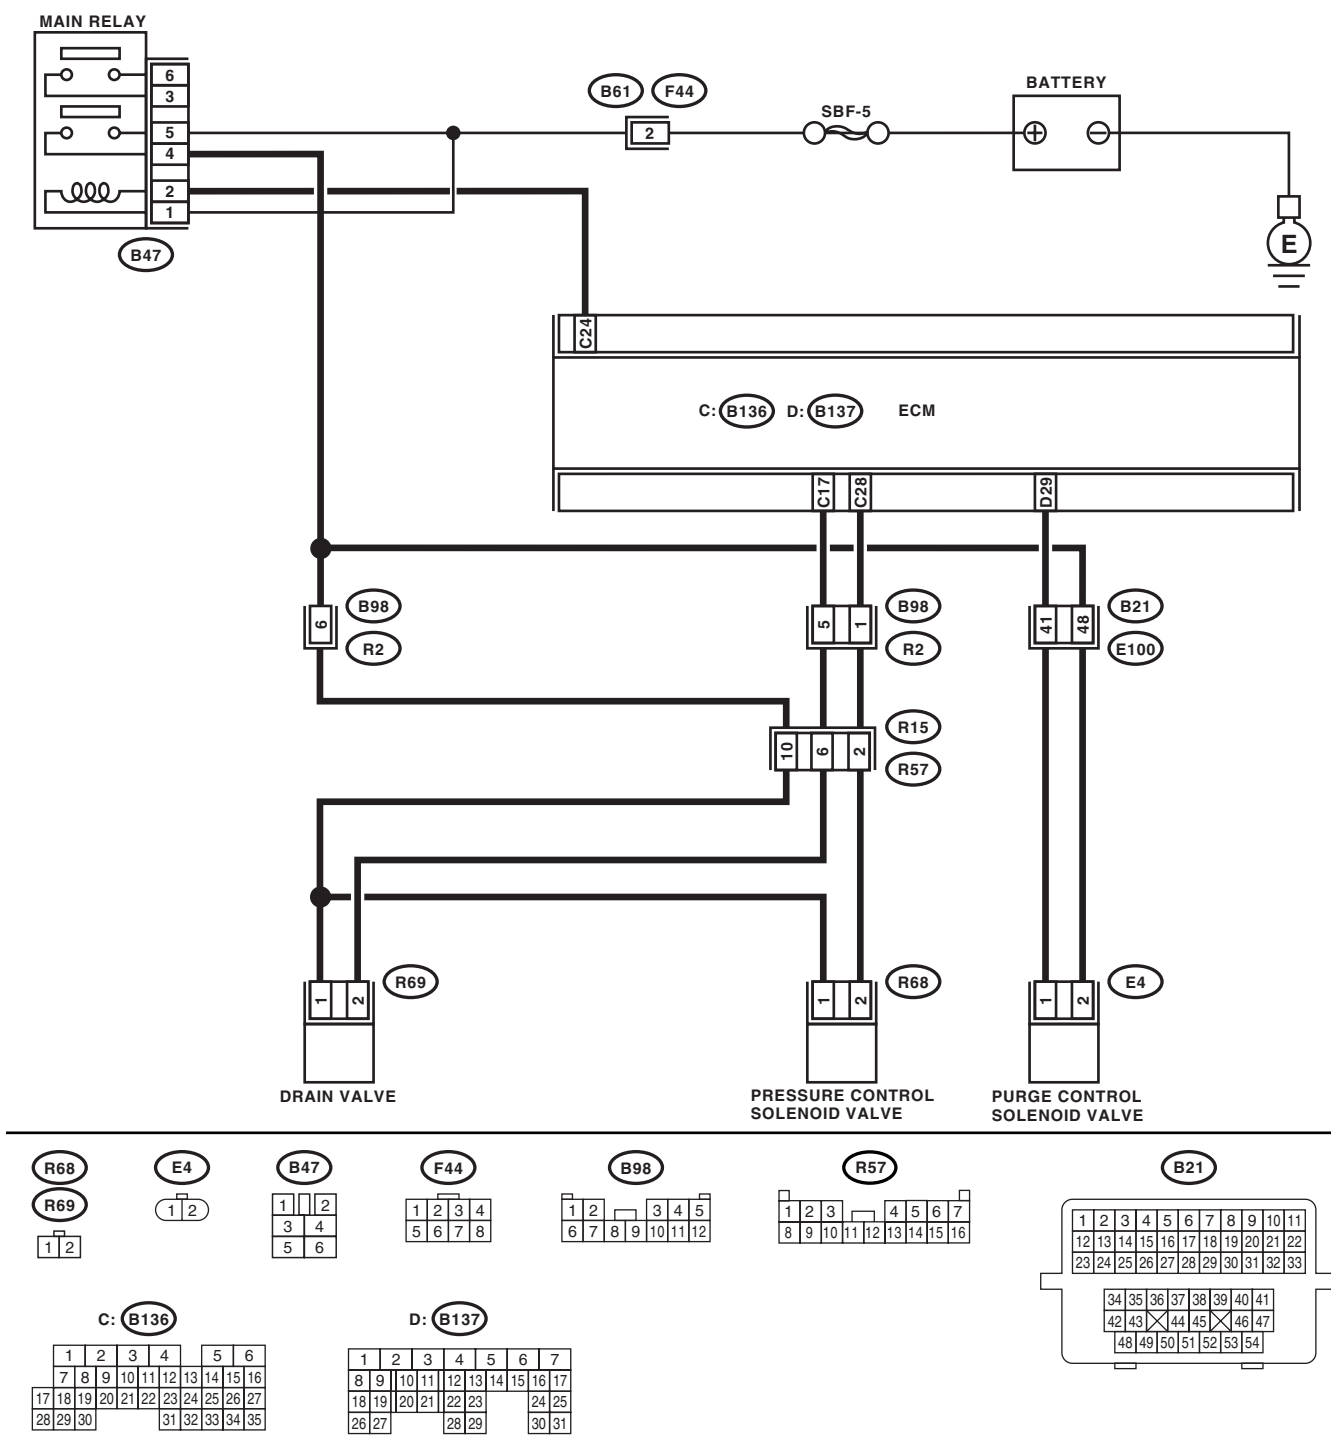 MAIN RELAY
6
3
5
4
2
1
B47
B61 F44
2
SBF-5
BATTERY
E
C24
C: B136 D: B137 ECM
C17 C28 D29
6
B98
R2
5 1
B98
R2
41 48
B21
E100
10 6 2
R15
R57
1 2
R69
DRAIN VALVE
1 2
R68
PRESSURE CONTROL
SOLENOID VALVE
1 2
E4
PURGE CONTROL
SOLENOID VALVE
R68
R69
1 2
E4
1 2
B47
1 2
3 4
5 6
F44
1 2 3 4
5 6 7 8
B98
1 2 3 4 5
6 7 8 9 10 11 12
R57
1 2 3 4 5 6 7
8 9 10 11 12 13 14 15 16
B21
1 2 3 4 5 6 7 8 9 10 11
12 13 14 15 16 17 18 19 20 21 22
23 24 25 26 27 28 29 30 31 32 33
34 35 36 37 38 39 40 41
42 43 44 45 46 47
48 49 50 51 52 53 54
C: B136
1 2 3 4 5 6
7 8 9 10 11 12 13 14 15 16
17 18 19 20 21 22 23 24 25 26 27
28 29 30 31 32 33 34 35
D: B137
1 2 3 4 5 6 7
8 9 10 11 12 13 14 15 16 17
18 19 20 21 22 23 24 25
26 27 28 29 30 31